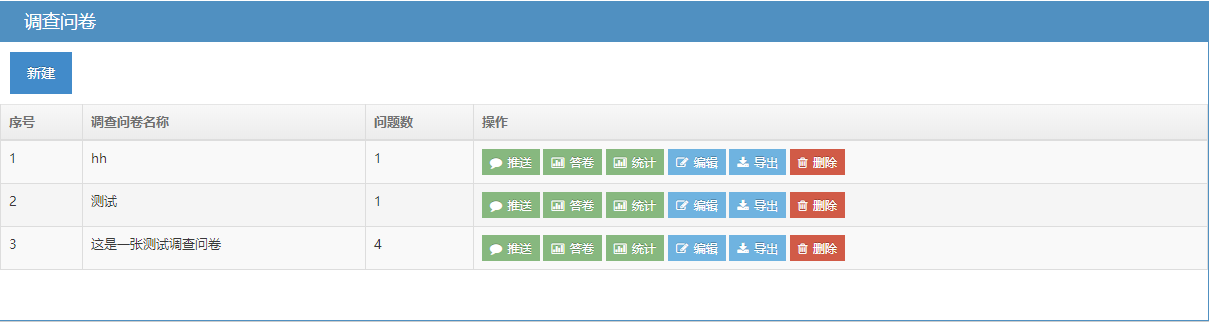 调查问卷
新建
序号 调查问卷名称 问题数 操作
1 hh 1 推送 答卷 统计 编辑 导出 删除
2 测试 1 推送 答卷 统计 编辑 导出 删除
3 这是一张测试调查问卷 4 推送 答卷 统计 编辑 导出 删除